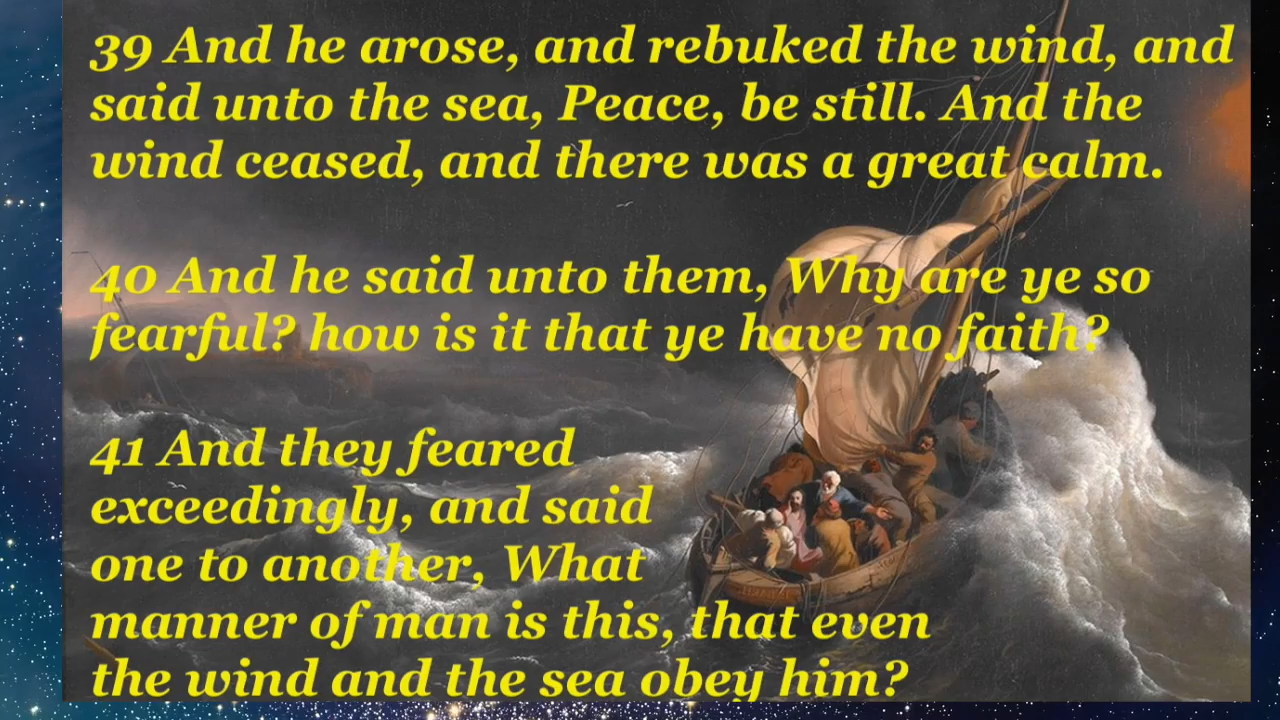 39 And he arose, and rebuked the wind, and
said unto the sea, Peace, be still. And the
wind ceased, and there was a great calm.
40 And he said unto them, Why are ye so
fearful? how is it that ye have no faith?
41 And they feared
exceedingly, and said
one to another, What
manner of man is this, that even
the wind and the sea obey him?